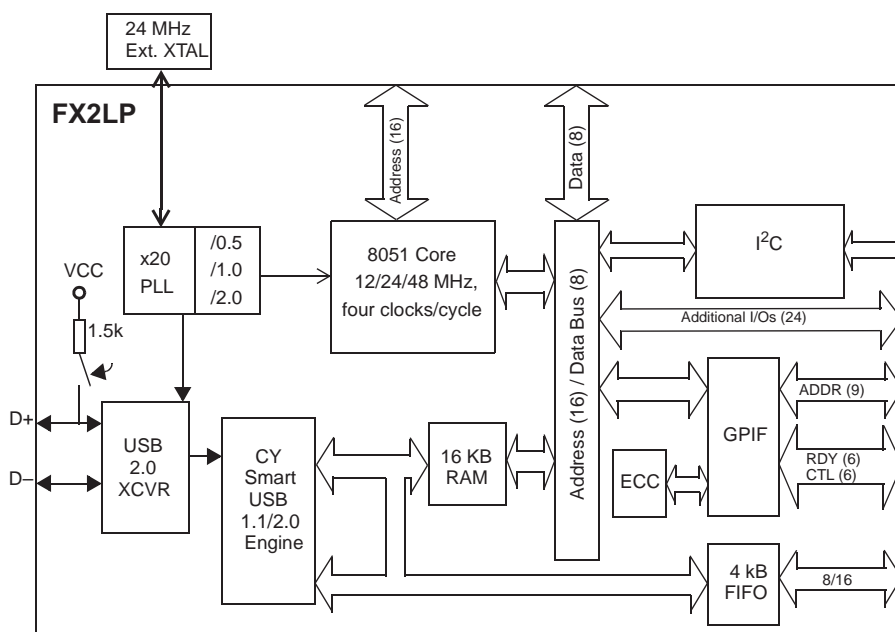 24 MHz
Ext. XTAL
FX2LP
Address (16)
Data (8)
x20
PLL
/0.5
/1.0
/2.0
8051 Core
12/24/48 MHz,
four clocks/cycle
I2C
VCC
1.5k
Additional I/Os (24)
Address (16) / Data Bus (8)
ADDR (9)
GPIF
RDY (6)
CTL (6)
D+
D–
USB
2.0
XCVR
CY
Smart
USB
1.1/2.0
Engine
16 KB
RAM
ECC
4 kB
FIFO
8/16